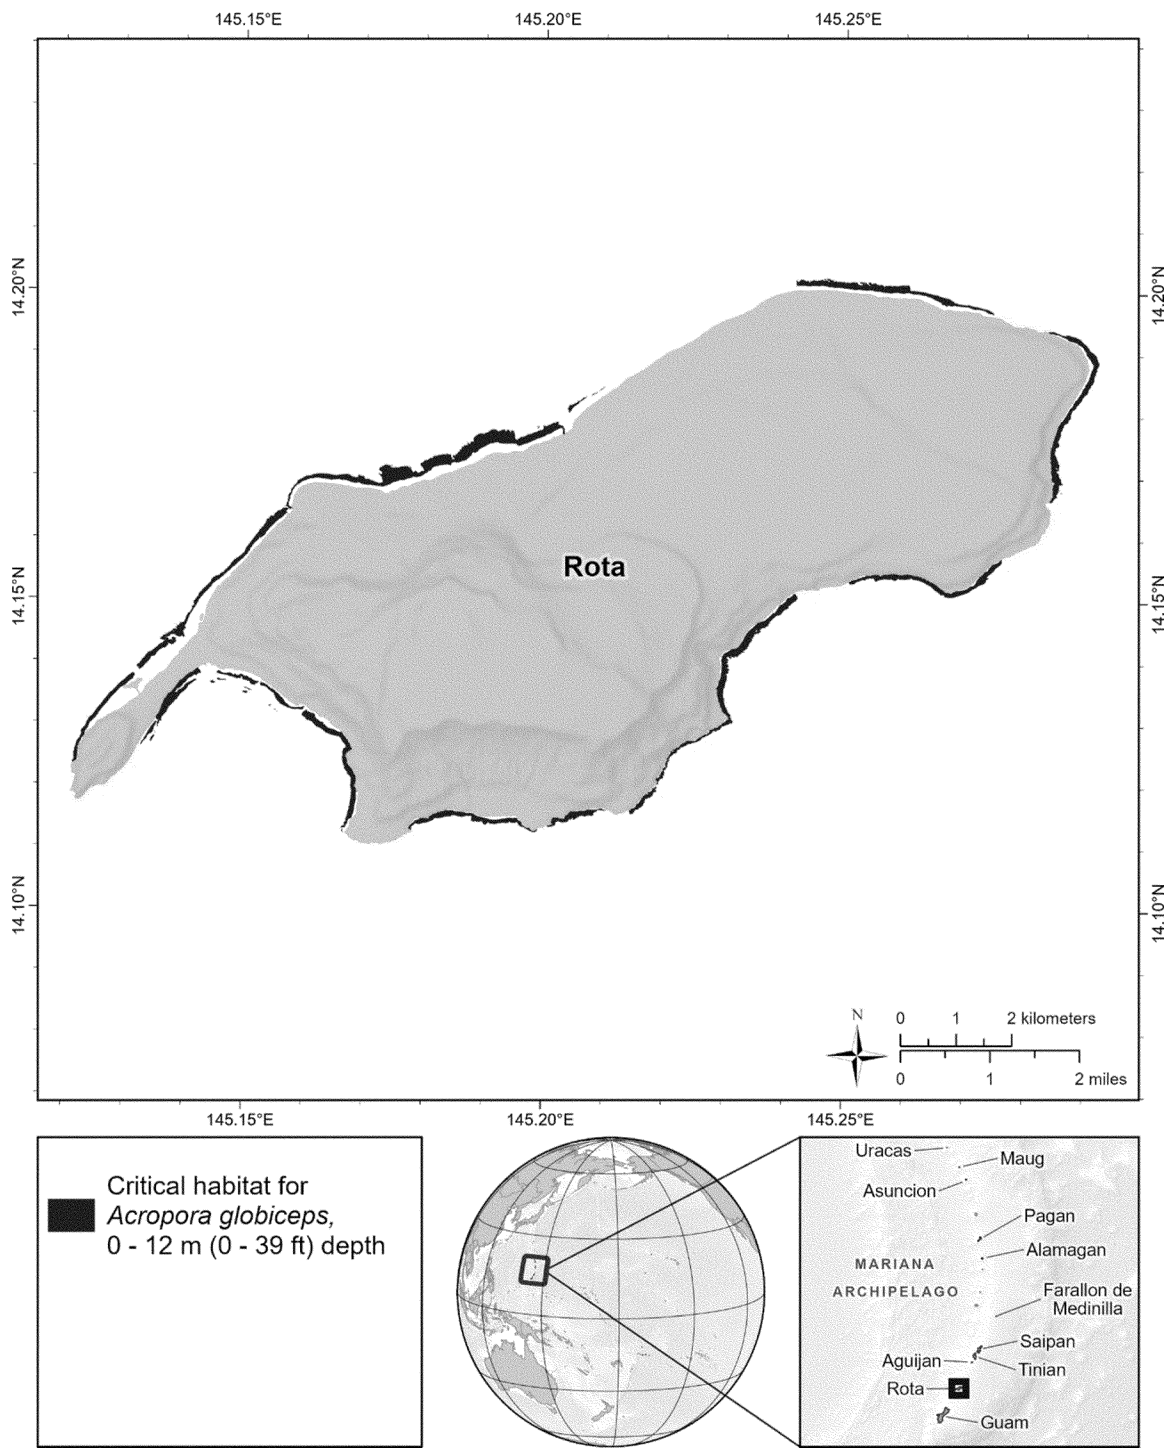 145.15°E
145.20°E
145.25°E
14.20°N
14.20°N
Rota
14.15°N
14.15°N
14.10°N
14.10°N
N
0 1 2 kilometers
0 1 2 miles
145.15°E
145.20°E
145.25°E
Critical habitat for
Acropora globiceps,
0 - 12 m (0 - 39 ft) depth
Uracas
Maug
Asuncion
Pagan
Alamagan
MARIANA
ARCHIPELAGO
Farallon de
Medinilla
Saipan
Aguijan
Tinian
Rota
Guam